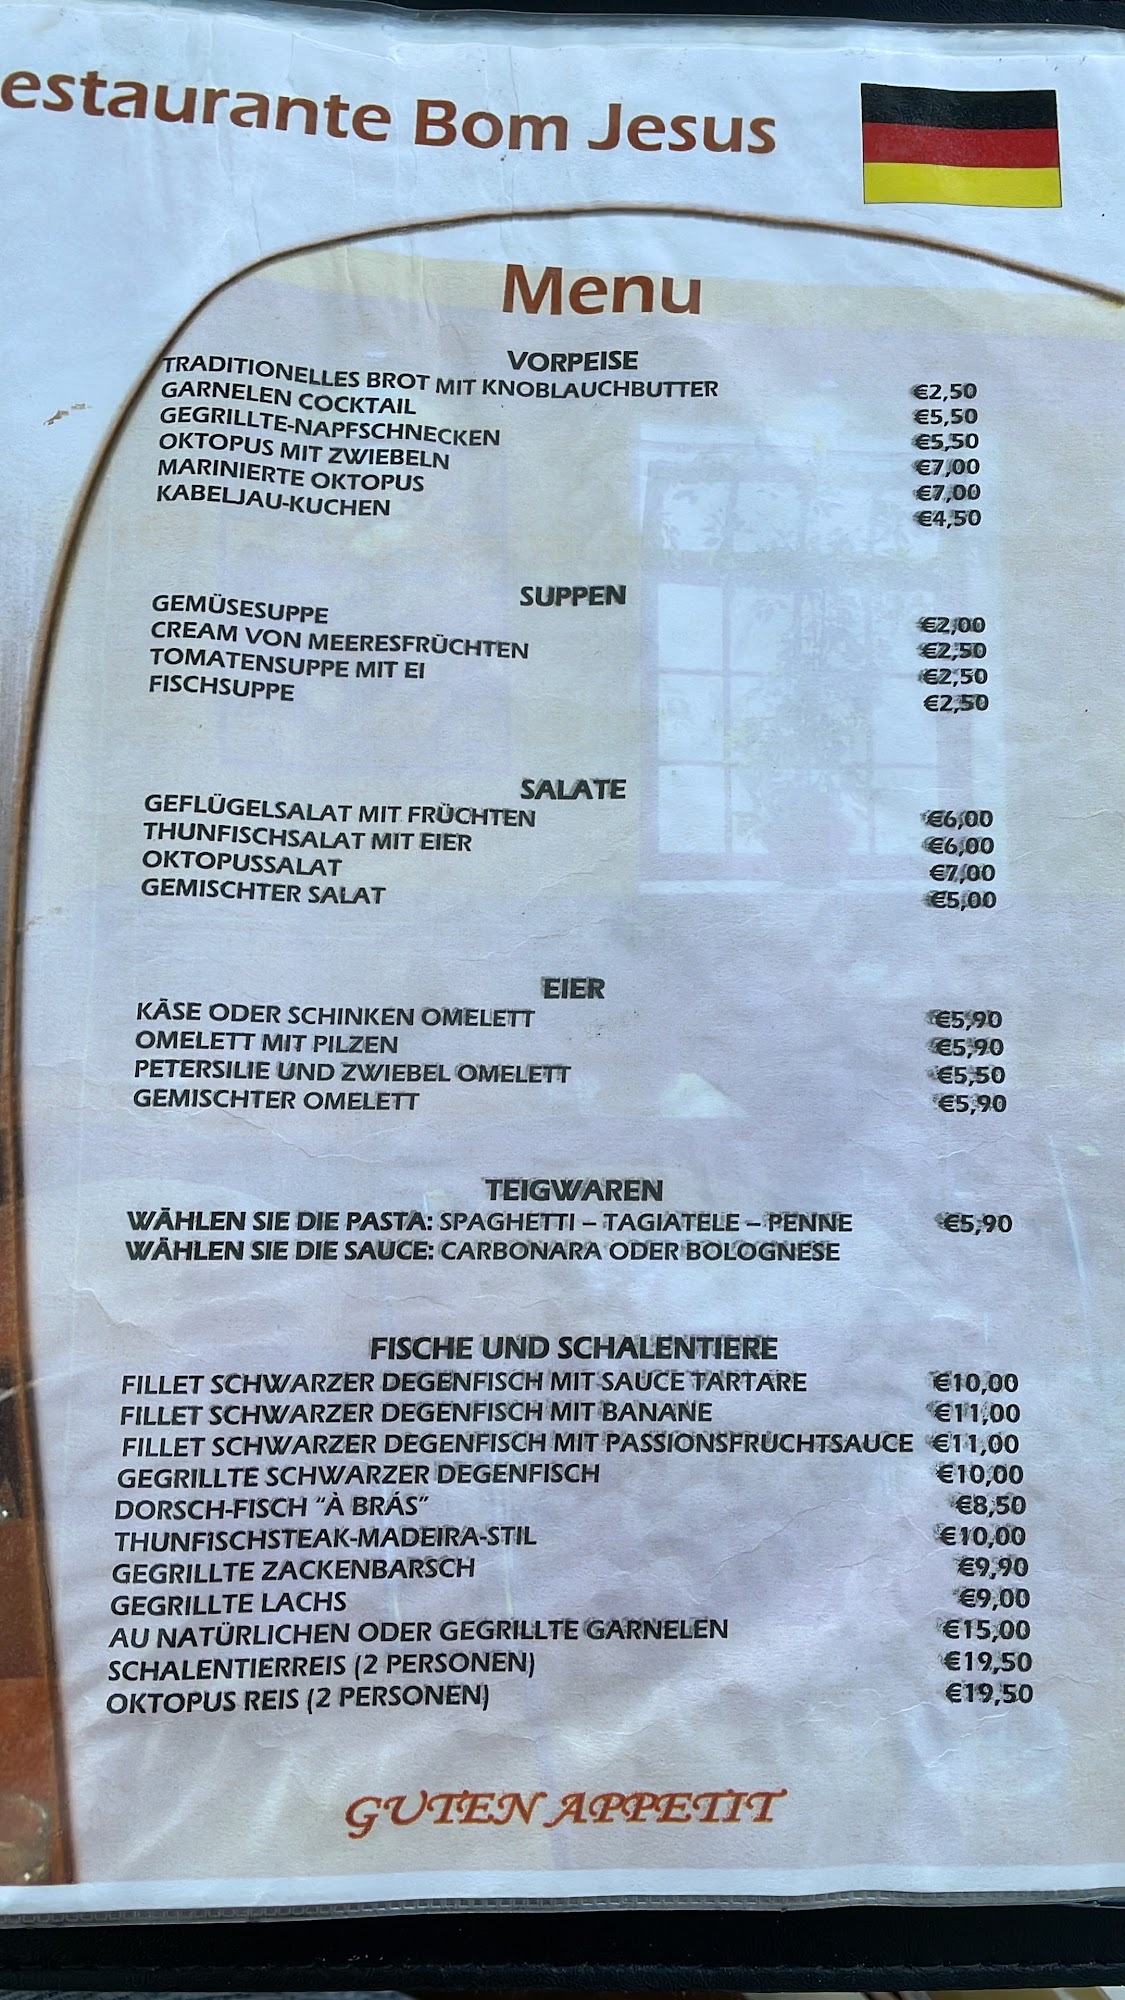 estaurante Bom Jesus
Menu
VORPEISE
TRADITIONELLES BROT MIT KNOBLAUCHBUTTER €2,50
GARNELEN COCKTAIL €5,50
GEGRILLTE-NAPFSCHNECKEN €5,50
OKTOPUS MIT ZWIEBELN €7,00
MARINIERTE OKTOPUS €7,00
KABELJAU-KUCHEN €4,50
SUPPEN
GEMÜSESUPPE €2,00
CREAM VON MEERESFRÜCHTEN €2,50
TOMATENSUPPE MIT EI €2,50
FISCHSUPPE €2,50
SALATE
GEFLÜGELSALAT MIT FRÜCHTEN €6,00
THUNFISCHSALAT MIT EIER €6,00
OKTOPUSSALAT €7,00
GEMISCHTER SALAT €5,00
EIER
KÄSE ODER SCHINKEN OMELETT €5,90
OMELETT MIT PILZEN €5,90
PETERSILIE UND ZWIEBEL OMELETT €5,50
GEMISCHTER OMELETT €5,90
TEIGWAREN
WÄHLEN SIE DIE PASTA: SPAGHETTI – TAGIATELE – PENNE €5,90
WÄHLEN SIE DIE SAUCE: CARBONARA ODER BOLOGNESE
FISCHE UND SCHALENTIERE
FILLET SCHWARZER DEGENFISCH MIT SAUCE TARTARE €10,00
FILLET SCHWARZER DEGENFISCH MIT BANANE €11,00
FILLET SCHWARZER DEGENFISCH MIT PASSIONSFRUCHTSAUCE €11,00
GEGRILLTE SCHWARZER DEGENFISCH €10,00
DORSCH-FISCH “À BRÁS” €8,50
THUNFISCHSTEAK-MADEIRA-STIL €10,00
GEGRILLTE ZACKENBARSCH €9,90
GEGRILLTE LACHS €9,00
AU NATÜRLICHEN ODER GEGRILLTE GARNELEN €15,00
SCHALENTIERREIS (2 PERSONEN) €19,50
OKTOPUS REIS (2 PERSONEN) €19,50
GUTEN APPETIT